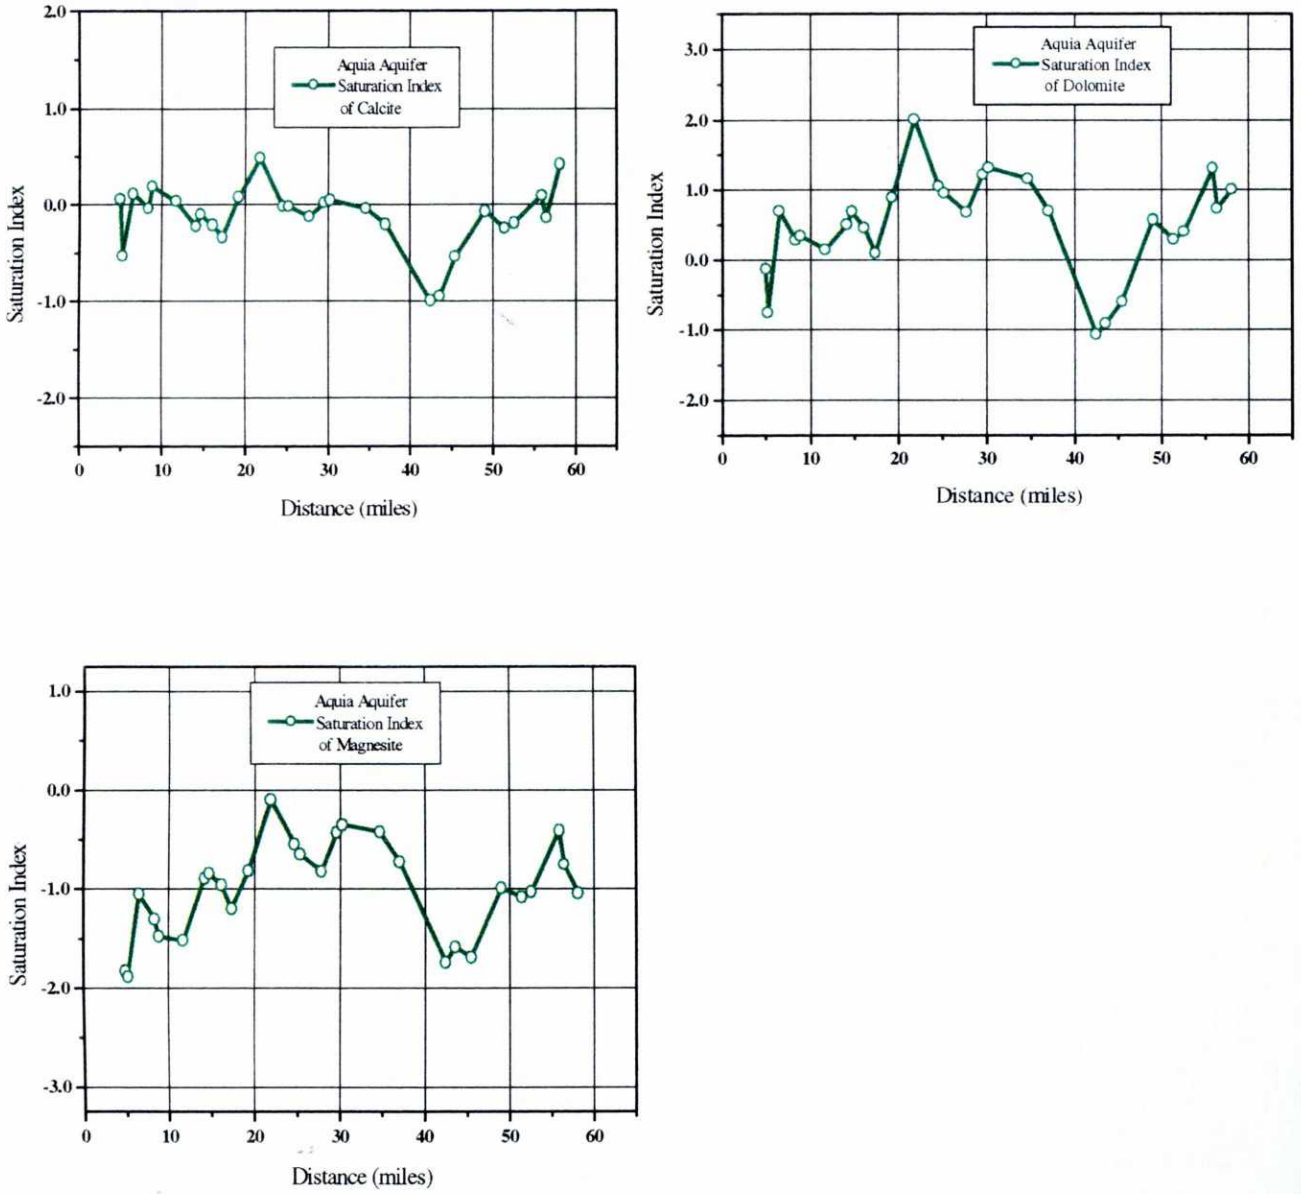 2.0
1.0
0.0
-1.0
-2.0
Saturation Index
Aquia Aquifer
Saturation Index
of Calcite
0 10 20 30 40 50 60
Distance (miles)
3.0
2.0
1.0
0.0
-1.0
-2.0
Saturation Index
Aquia Aquifer
Saturation Index
of Dolomite
0 10 20 30 40 50 60
Distance (miles)
1.0
0.0
-1.0
-2.0
-3.0
Saturation Index
Aquia Aquifer
Saturation Index
of Magnesite
0 10 20 30 40 50 60
Distance (miles)